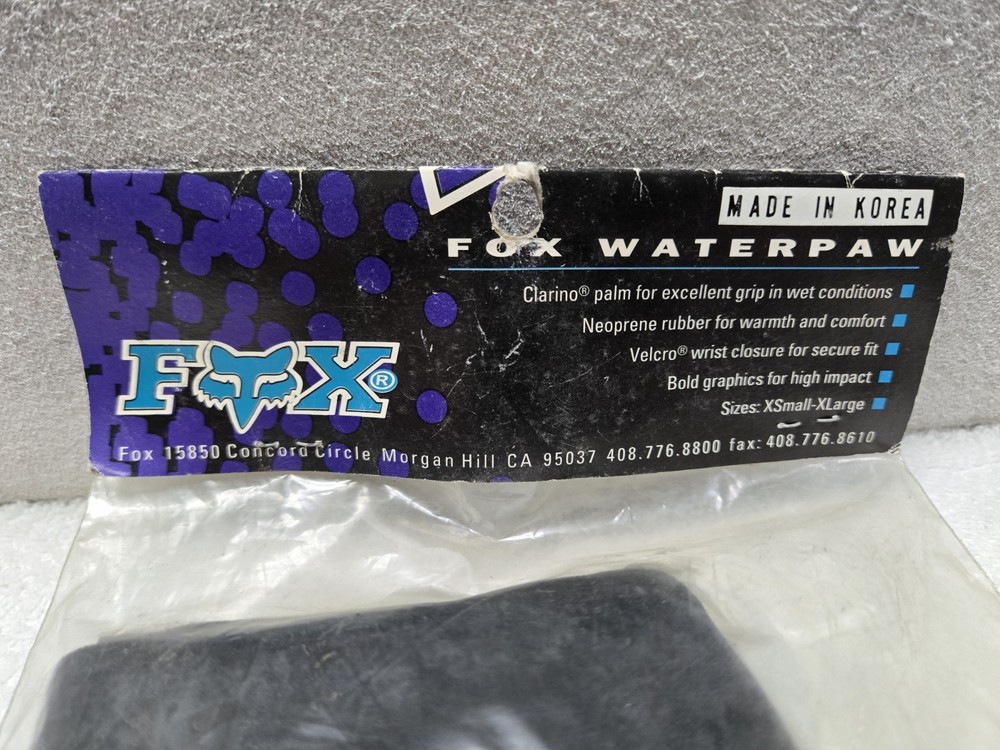 MADE IN KOREA
FOX WATERPAW
Clarino® palm for excellent grip in wet conditions
Neoprene rubber for warmth and comfort
Velcro® wrist closure for secure fit
Bold graphics for high impact
Sizes: XSmall-XLarge
FOX®
Fox 15850 Concord Circle Morgan Hill CA 95037 408.776.8800 fax: 408.776.8610